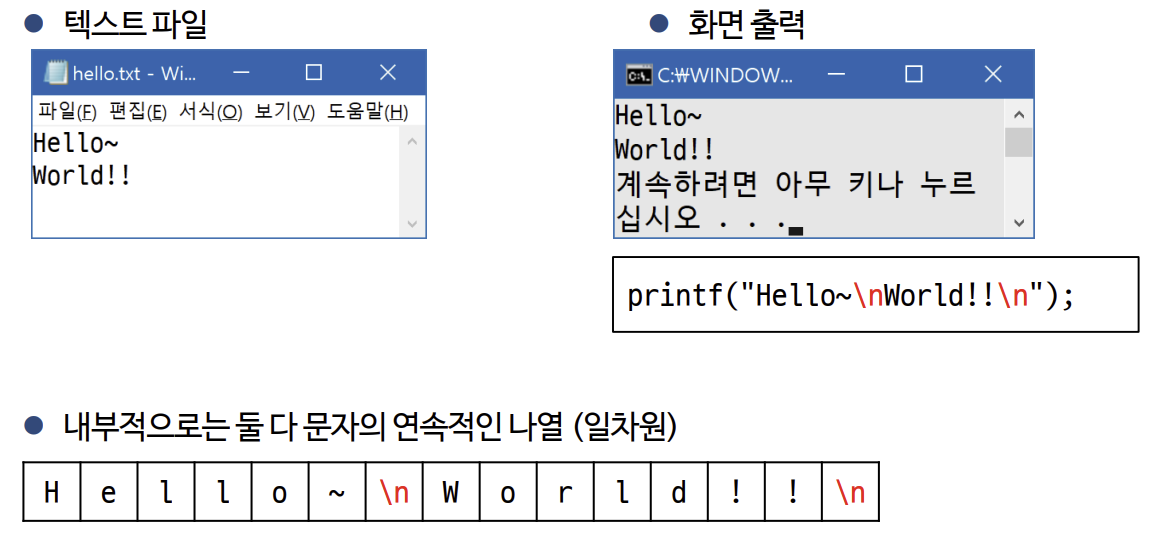 ● 텍스트 파일
hello.txt - Wi...
파일(F) 편집(E) 서식(O) 보기(V) 도움말(H)
Hello~
World!!
● 화면 출력
C:₩WINDOW...
Hello~
World!!
계속하려면 아무 키나 누르
십시오 . . .
printf("Hello~\nWorld!!\n");
● 내부적으로는 둘 다 문자의 연속적인 나열 (일차원)
H e l l o ~ \n W o r l d ! ! \n